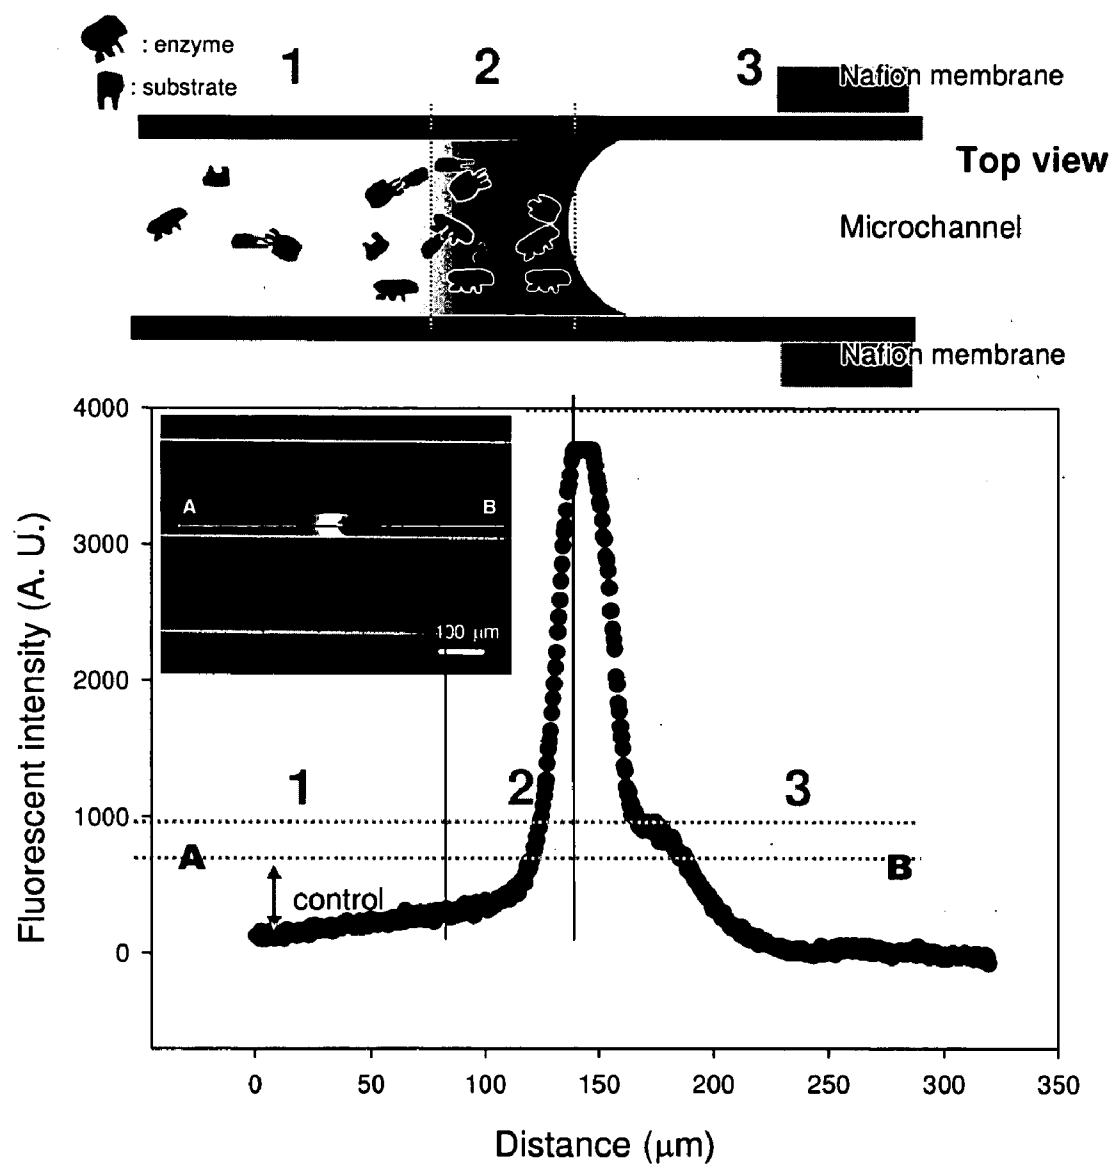 : enzyme
: substrate
1
2
3
Nafion membrane
Top view
Microchannel
Nafion membrane
4000
3000
2000
1000
0
Fluorescent intensity (A. U.)
A
B
100 μm
1
2
3
A
B
control
0
50
100
150
200
250
300
350
Distance (μm)